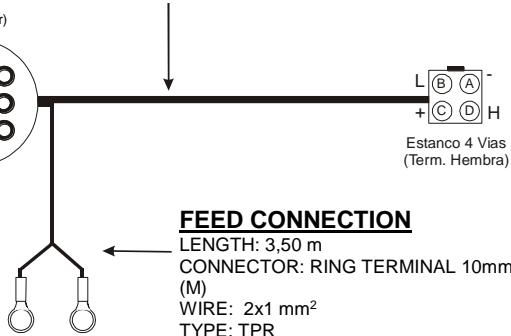 r)
L B A -
+ C D H
Estanco 4 Vias
(Term. Hembra)
FEED CONNECTION
LENGTH: 3,50 m
CONNECTOR: RING TERMINAL 10mm
(M)
WIRE: 2x1 mm²
TYPE: TPR